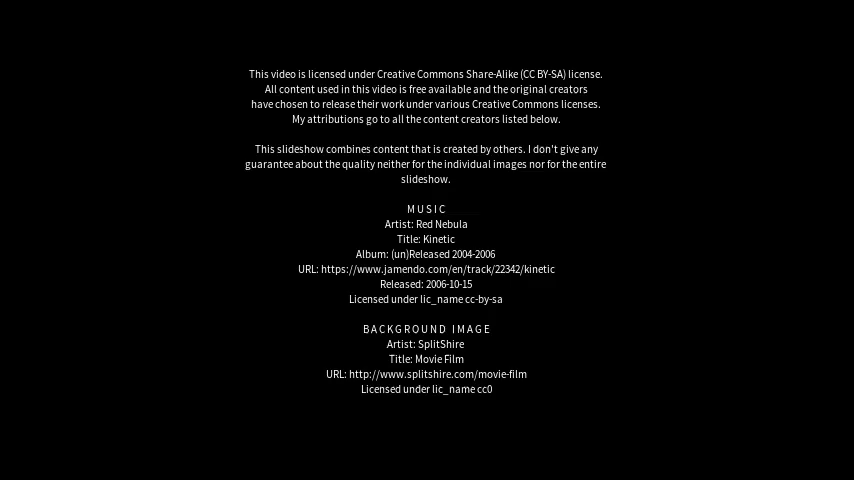 This video is licensed under Creative Commons Share-Alike (CC BY-SA) license.
All content used in this video is free available and the original creators
have chosen to release their work under various Creative Commons licenses.
My attributions go to all the content creators listed below.
This slideshow combines content that is created by others. I don't give any
guarantee about the quality neither for the individual images nor for the entire
slideshow.
MUSIC
Artist: Red Nebula
Title: Kinetic
Album: (un)Released 2004-2006
URL: https://www.jamendo.com/en/track/22342/kinetic
Released: 2006-10-15
Licensed under lic_name cc-by-sa
BACKGROUND IMAGE
Artist: SplitShire
Title: Movie Film
URL: http://www.splitshire.com/movie-film
Licensed under lic_name cc0